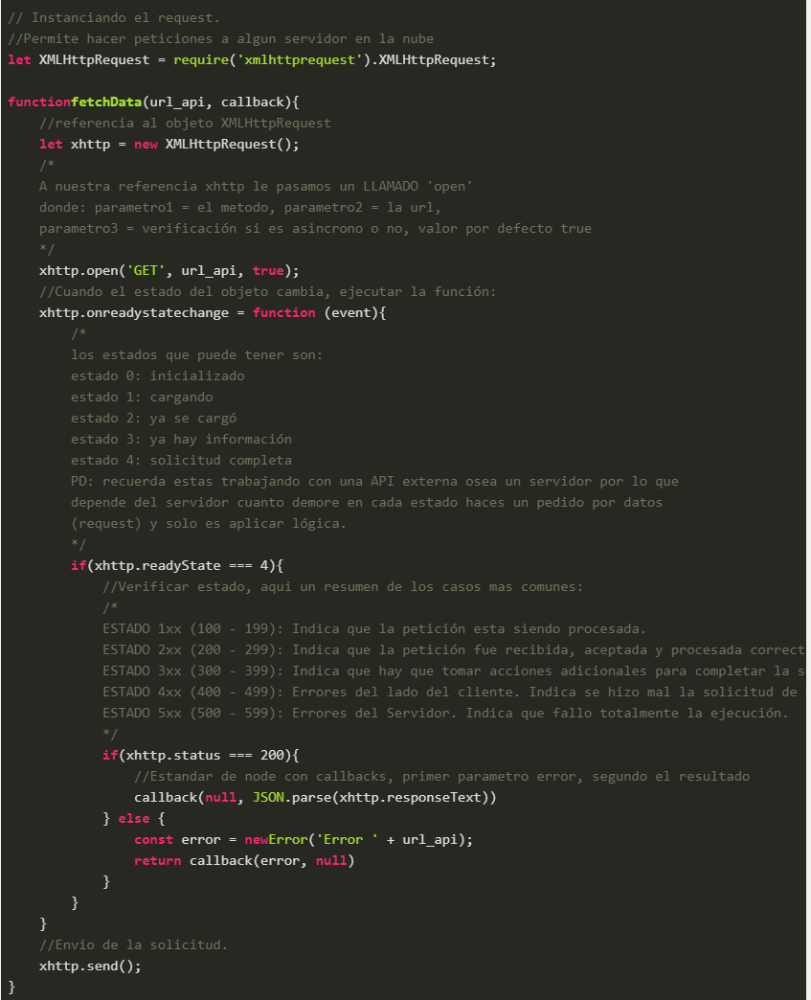 // Instanciando el request.
//Permite hacer peticiones a algun servidor en la nube
let XMLHttpRequest = require('xmlhttprequest').XMLHttpRequest;

functionfetchData(url_api, callback){
    //referencia al objeto XMLHttpRequest
    let xhttp = new XMLHttpRequest();
    /*
    A nuestra referencia xhttp le pasamos un LLAMADO 'open'
    donde: parametro1 = el metodo, parametro2 = la url,
    parametro3 = verificación si es asincrono o no, valor por defecto true
    */
    xhttp.open('GET', url_api, true);
    //Cuando el estado del objeto cambia, ejecutar la función:
    xhttp.onreadystatechange = function (event){
        /*
        los estados que puede tener son:
        estado 0: inicializado
        estado 1: cargando
        estado 2: ya se cargó
        estado 3: ya hay información
        estado 4: solicitud completa
        PD: recuerda estas trabajando con una API externa osea un servidor por lo que
        depende del servidor cuanto demore en cada estado haces un pedido por datos
        (request) y solo es aplicar lógica.
        */
        if(xhttp.readyState === 4){
            //Verificar estado, aqui un resumen de los casos mas comunes:
            /*
            ESTADO 1xx (100 - 199): Indica que la petición esta siendo procesada.
            ESTADO 2xx (200 - 299): Indica que la petición fue recibida, aceptada y procesada correct
            ESTADO 3xx (300 - 399): Indica que hay que tomar acciones adicionales para completar la s
            ESTADO 4xx (400 - 499): Errores del lado del cliente. Indica se hizo mal la solicitud de
            ESTADO 5xx (500 - 599): Errores del Servidor. Indica que fallo totalmente la ejecución.
            */
            if(xhttp.status === 200){
                //Estandar de node con callbacks, primer parametro error, segundo el resultado
                callback(null, JSON.parse(xhttp.responseText))
            } else {
                const error = newError('Error ' + url_api);
                return callback(error, null)
            }
        }
    }
    //Envio de la solicitud.
    xhttp.send();
}